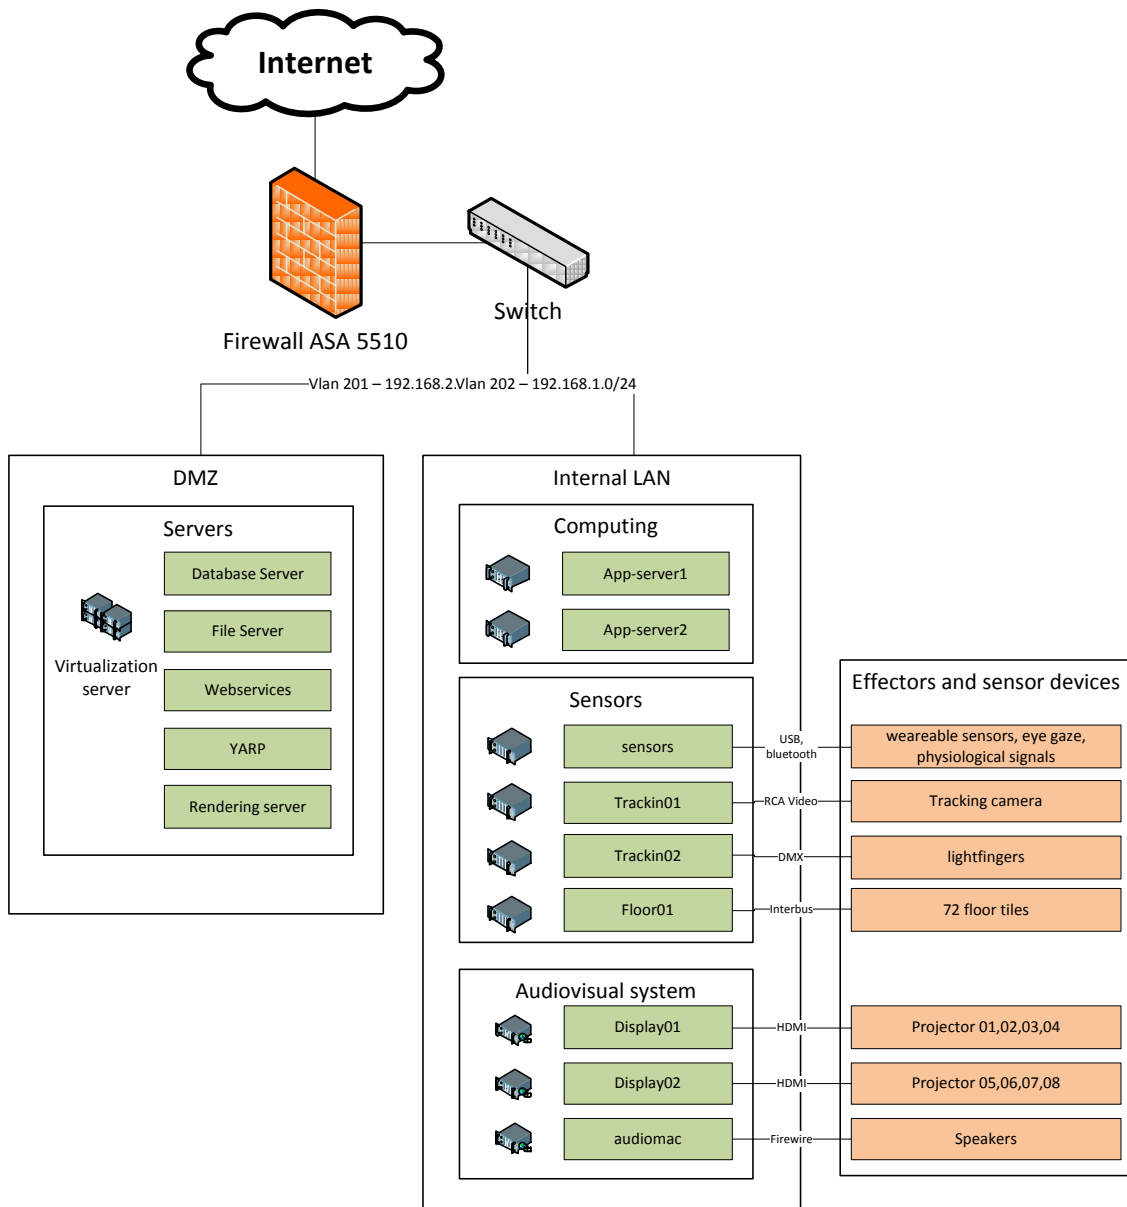 Internet
Firewall ASA 5510
Switch
Vlan 201 – 192.168.2.
Vlan 202 – 192.168.1.0/24
DMZ
Servers
Virtualization
server
Database Server
File Server
Webservices
YARP
Rendering server
Internal LAN
Computing
App-server1
App-server2
Sensors
sensors
Trackin01
Trackin02
Floor01
USB,
bluetooth
RCA Video
DMX
Interbus
Effectors and sensor devices
weareable sensors, eye gaze,
physiological signals
Tracking camera
lightfingers
72 floor tiles
Audiovisual system
Display01
HDMI
Projector 01,02,03,04
Display02
HDMI
Projector 05,06,07,08
audiomac
Firewire
Speakers